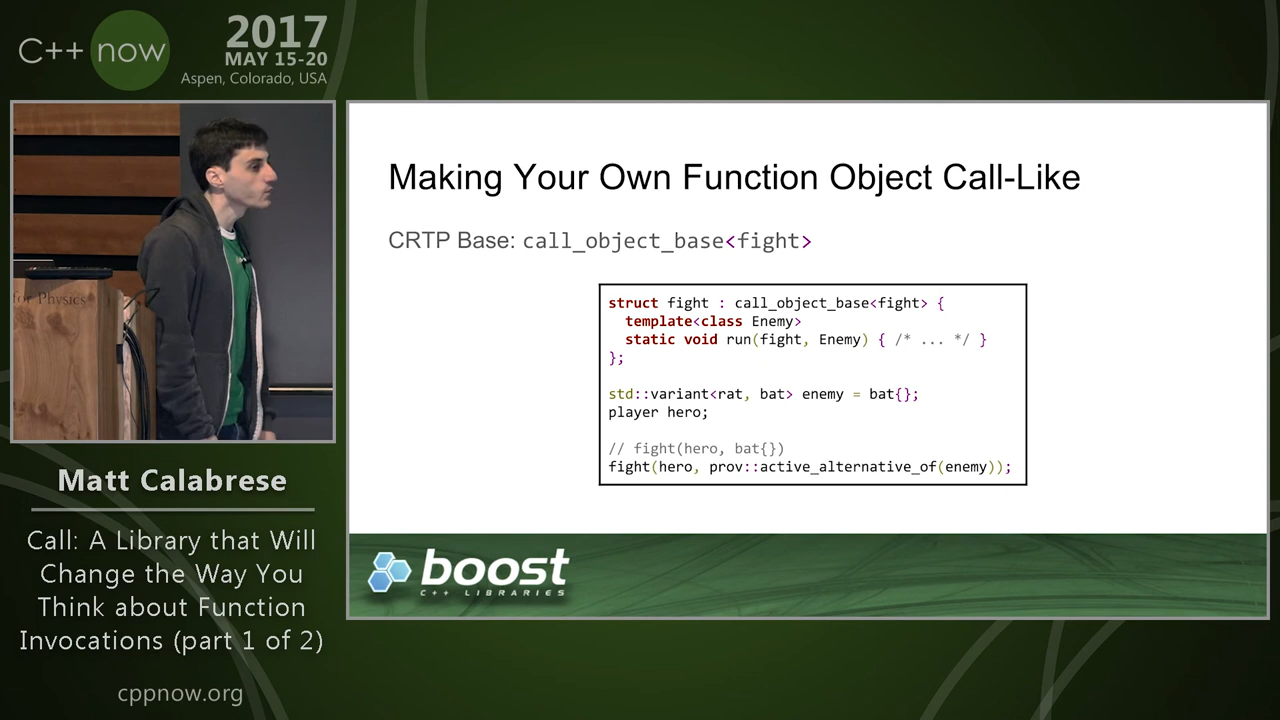 C++ now
2017
MAY 15-20
Aspen, Colorado, USA
for Physics
Matt Calabrese
Call: A Library that Will
Change the Way You
Think about Function
Invocations (part 1 of 2)
cppnow.org
Making Your Own Function Object Call-Like
CRTP Base: call_object_base<fight>
struct fight : call_object_base<fight> {
template<class Enemy>
static void run(fight, Enemy) { /* ... */ }
};
std::variant<rat, bat> enemy = bat{};
player hero;
// fight(hero, bat{})
fight(hero, prov::active_alternative_of(enemy));
boost
C++ LIBRARIES